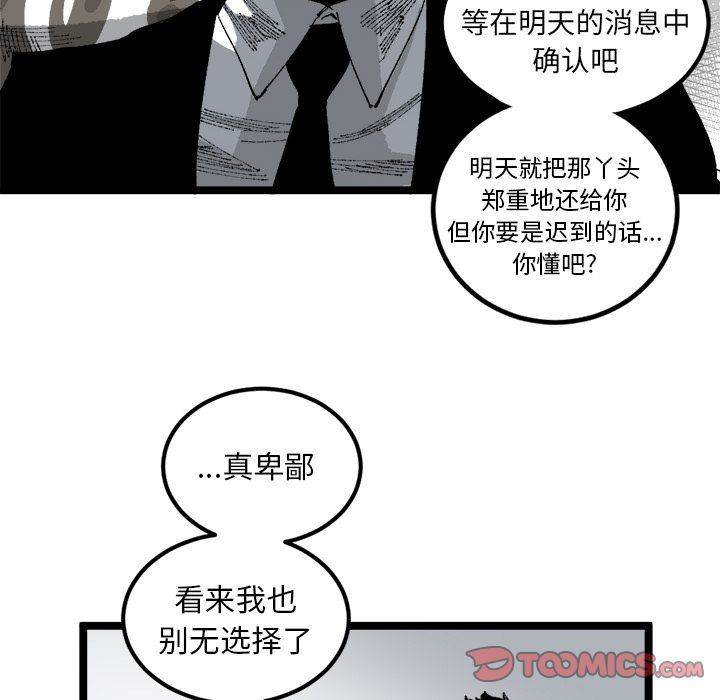 等在明天的消息中
确认吧
明天就把那丫头
郑重地还给你
但你要是迟到的话...
你懂吧?
...真卑鄙
看来我也
别无选择了
TOOMICS.COM